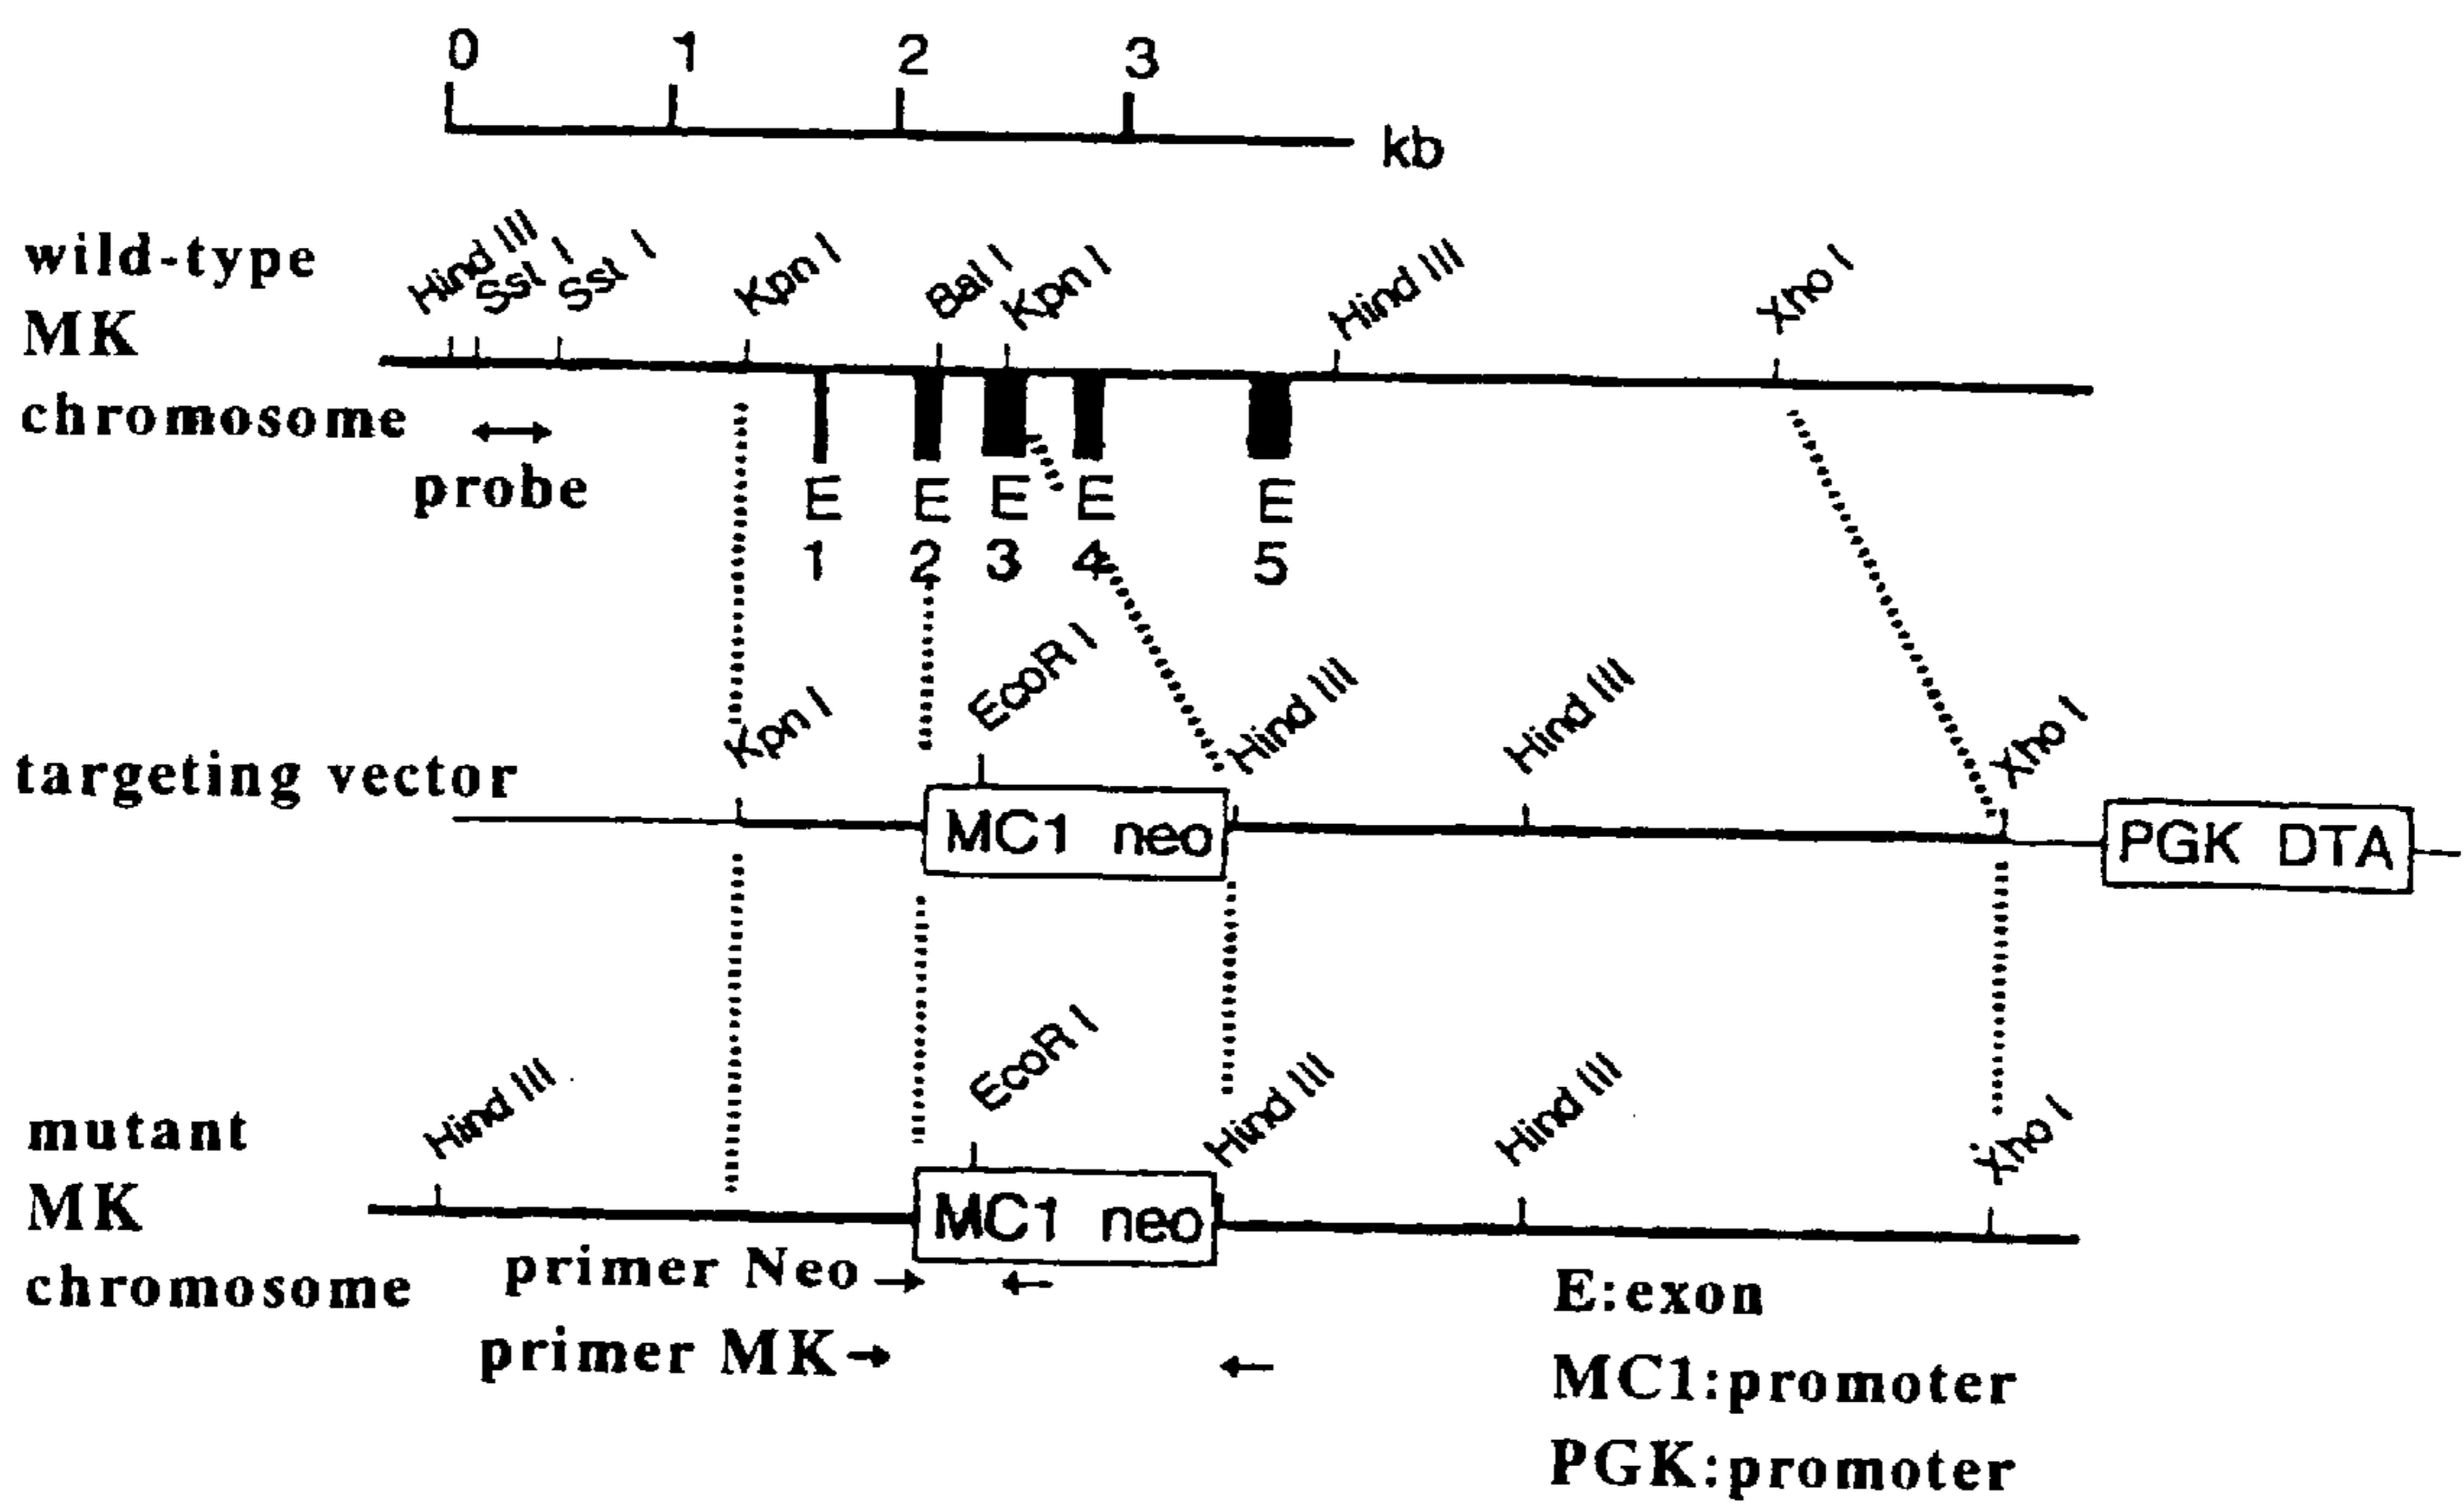 0 1 2 3
kb
Hind III Sst I Sst I Kpn I Bal I Kpn I Hind III Xho I
wild-type
MK
chromosome
probe
E E E E E
1 2 3 4 5
Kpn I EcoR I Hind III Hind III Xho I
targeting vector
MC1 neo PGK DTA
Hind III EcoR I Hind III Hind III Xho I
mutant
MK
chromosome
MC1 neo
primer Neo
primer MK
E:exon
MC1:promoter
PGK:promoter